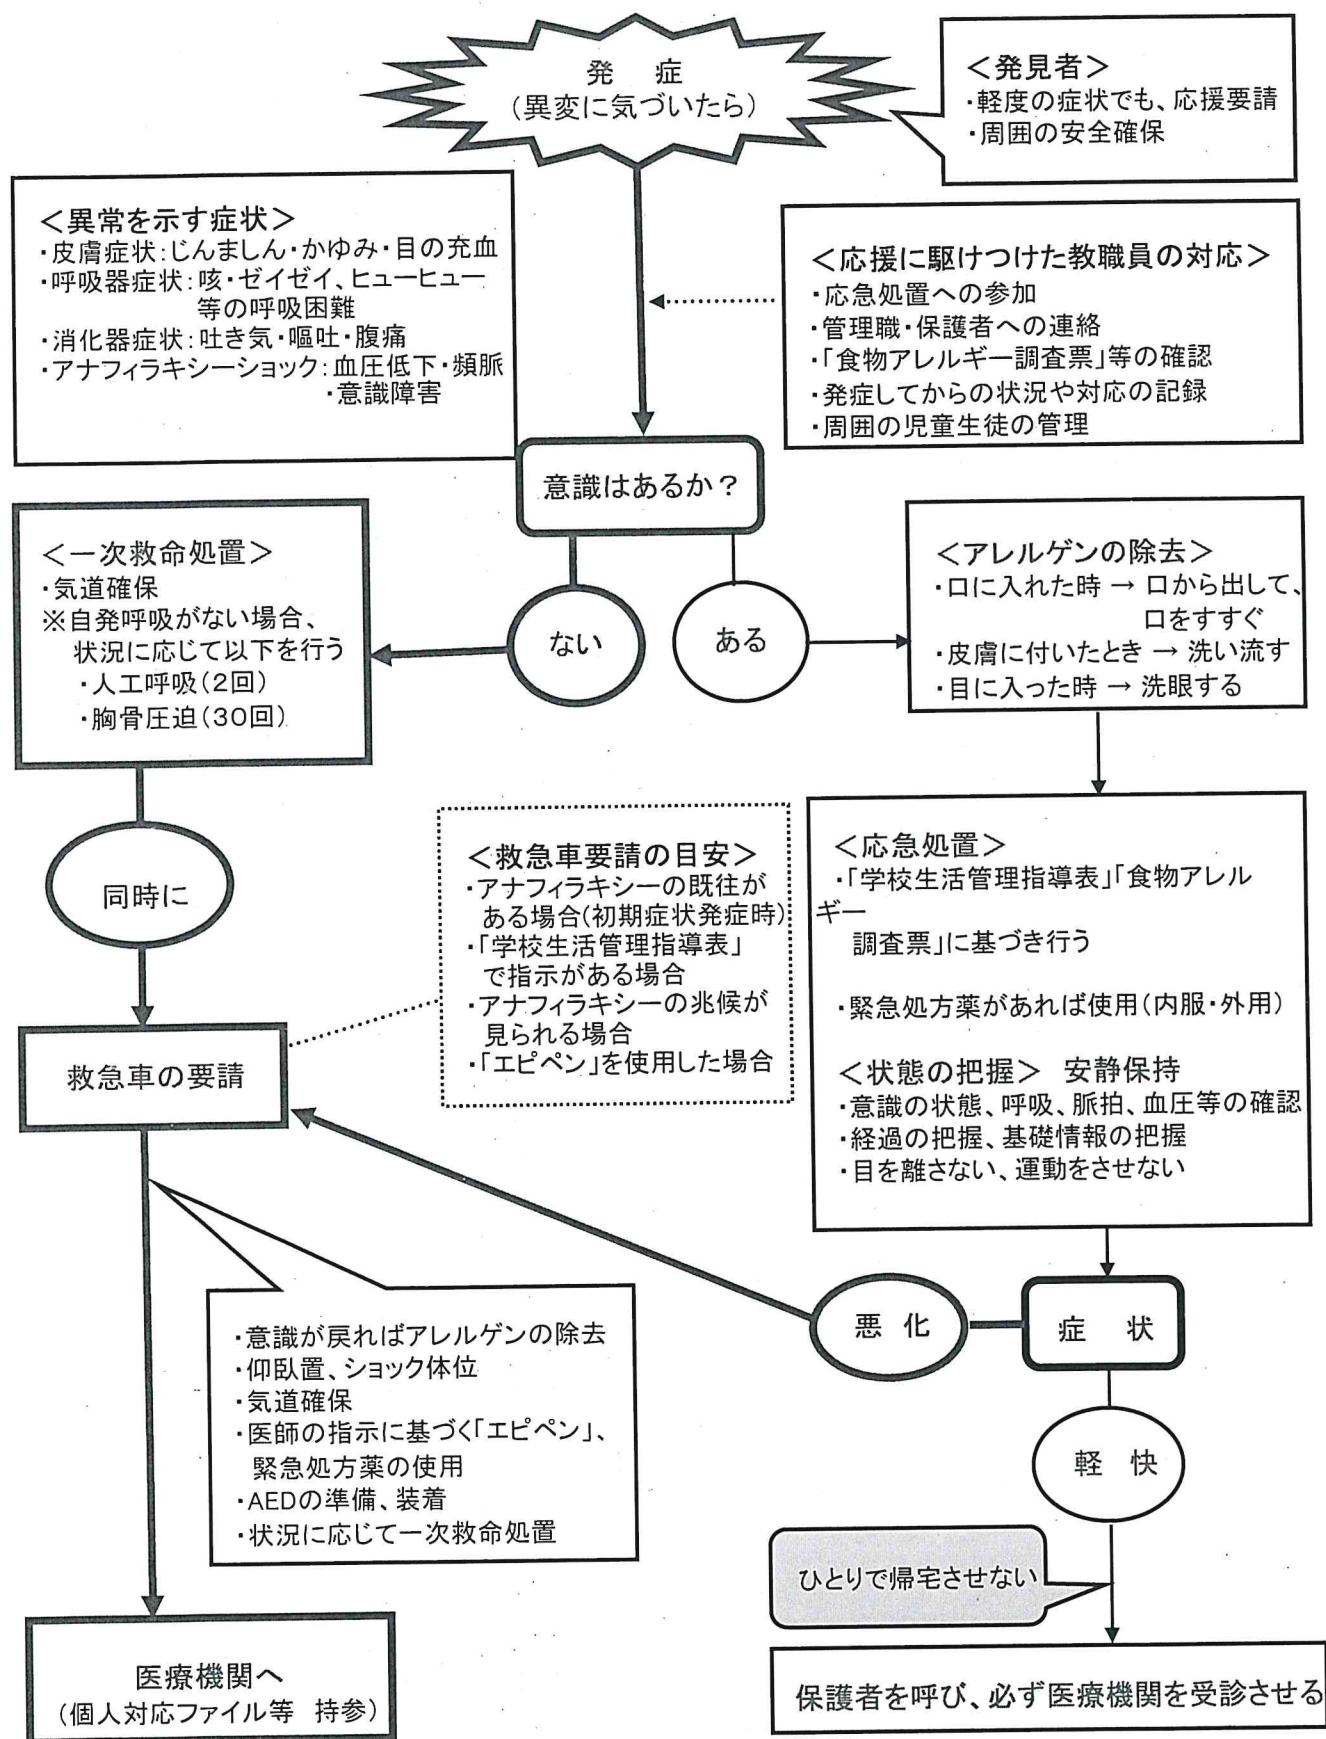 発　症
(異変に気づいたら)
＜発見者＞
・軽度の症状でも、応援要請
・周囲の安全確保
＜異常を示す症状＞
・皮膚症状：じんましん・かゆみ・目の充血
・呼吸器症状：咳・ゼイゼイ、ヒューヒュー
等の呼吸困難
・消化器症状：吐き気・嘔吐・腹痛
・アナフィラキシーショック：血圧低下・頻脈
・意識障害
＜応援に駆けつけた教職員の対応＞
・応急処置への参加
・管理職・保護者への連絡
・「食物アレルギー調査票」等の確認
・発症してからの状況や対応の記録
・周囲の児童生徒の管理
意識はあるか？
＜一次救命処置＞
・気道確保
※自発呼吸がない場合、
状況に応じて以下を行う
・人工呼吸(2回)
・胸骨圧迫(30回)
ない
ある
＜アレルゲンの除去＞
・口に入れた時 → 口から出して、
口をすすぐ
・皮膚に付いたとき → 洗い流す
・目に入った時 → 洗眼する
同時に
＜救急車要請の目安＞
・アナフィラキシーの既往が
ある場合(初期症状発症時)
・「学校生活管理指導表」
で指示がある場合
・アナフィラキシーの兆候が
見られる場合
・「エピペン」を使用した場合
＜応急処置＞
・「学校生活管理指導表」「食物アレル
ギー
調査票」に基づき行う
・緊急処方薬があれば使用(内服・外用)
＜状態の把握＞　安静保持
・意識の状態、呼吸、脈拍、血圧等の確認
・経過の把握、基礎情報の把握
・目を離さない、運動をさせない
救急車の要請
・意識が戻ればアレルゲンの除去
・仰臥置、ショック体位
・気道確保
・医師の指示に基づく「エピペン」、
緊急処方薬の使用
・AEDの準備、装着
・状況に応じて一次救命処置
悪　化
症　状
軽　快
ひとりで帰宅させない
医療機関へ
(個人対応ファイル等　持参)
保護者を呼び、必ず医療機関を受診させる